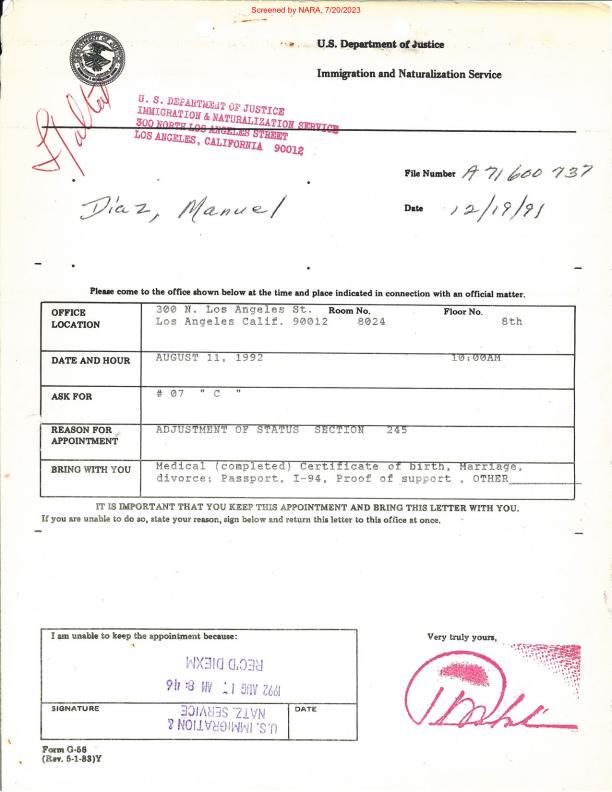 Screened by NARA, 7/20/2023
U.S. Department of Justice
Immigration and Naturalization Service
U. S. DEPARTMENT OF JUSTICE
IMMIGRATION & NATURALIZATION SERVICE
300 NORTH LOS ANGELES STREET
LOS ANGELES, CALIFORNIA 90012
File Number A 71 600 737
Diaz, Manuel
Date 12/19/91
Please come to the office shown below at the time and place indicated in connection with an official matter.
OFFICE LOCATION
300 N. Los Angeles St. Room No. Floor No.
Los Angeles Calif. 90012 8024 8th
DATE AND HOUR AUGUST 11, 1992 10:00AM
ASK FOR # 07 " C "
REASON FOR APPOINTMENT ADJUSTMENT OF STATUS SECTION 245
BRING WITH YOU Medical (completed) Certificate of birth, Marriage,
divorce; Passport, I-94, Proof of support , OTHER
IT IS IMPORTANT THAT YOU KEEP THIS APPOINTMENT AND BRING THIS LETTER WITH YOU.
If you are unable to do so, state your reason, sign below and return this letter to this office at once.
I am unable to keep the appointment because:
Very truly yours,
U.S. IMMIGRATION &
NATZ. SERVICE
1992 AUG 11 AM 8:46
REC'D DIEXM
SIGNATURE DATE
Form G-56
(Rev. 5-1-83)Y